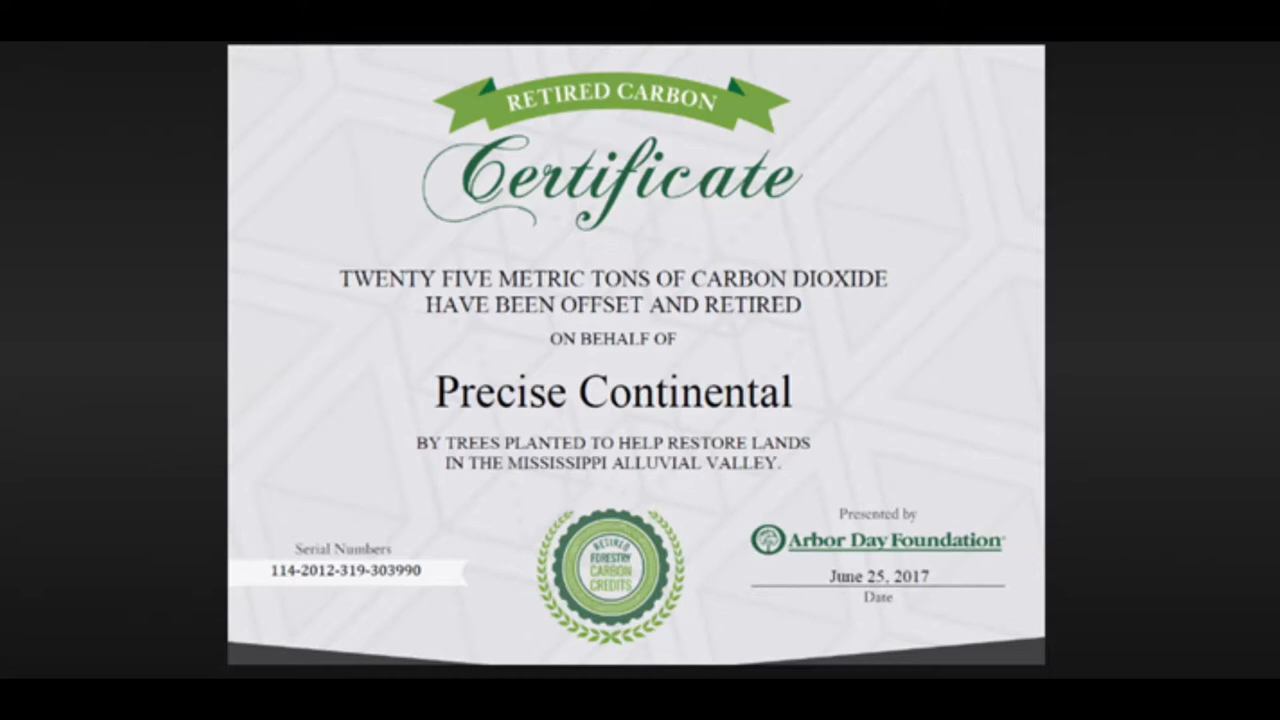 RETIRED CARBON
Certificate
TWENTY FIVE METRIC TONS OF CARBON DIOXIDE
HAVE BEEN OFFSET AND RETIRED
ON BEHALF OF
Precise Continental
BY TREES PLANTED TO HELP RESTORE LANDS
IN THE MISSISSIPPI ALLUVIAL VALLEY.
Serial Numbers
114-2012-319-303990
RETIRED
FORESTRY
CARBON
CREDITS
Presented by
Arbor Day Foundation
June 25, 2017
Date